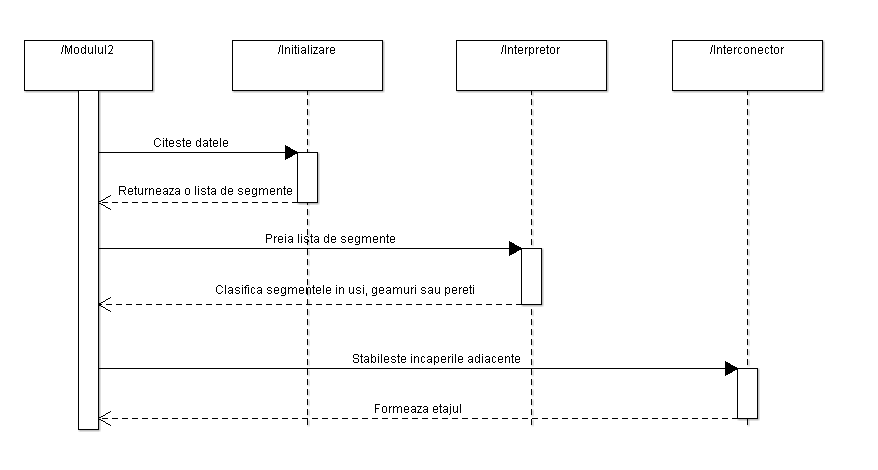 /Modulul2
/Initializare
/Interpretor
/Interconector
Citeste datele
Returneaza o lista de segmente
Preia lista de segmente
Clasifica segmentele in usi, geamuri sau pereti
Stabileste incaperile adiacente
Formeaza etajul